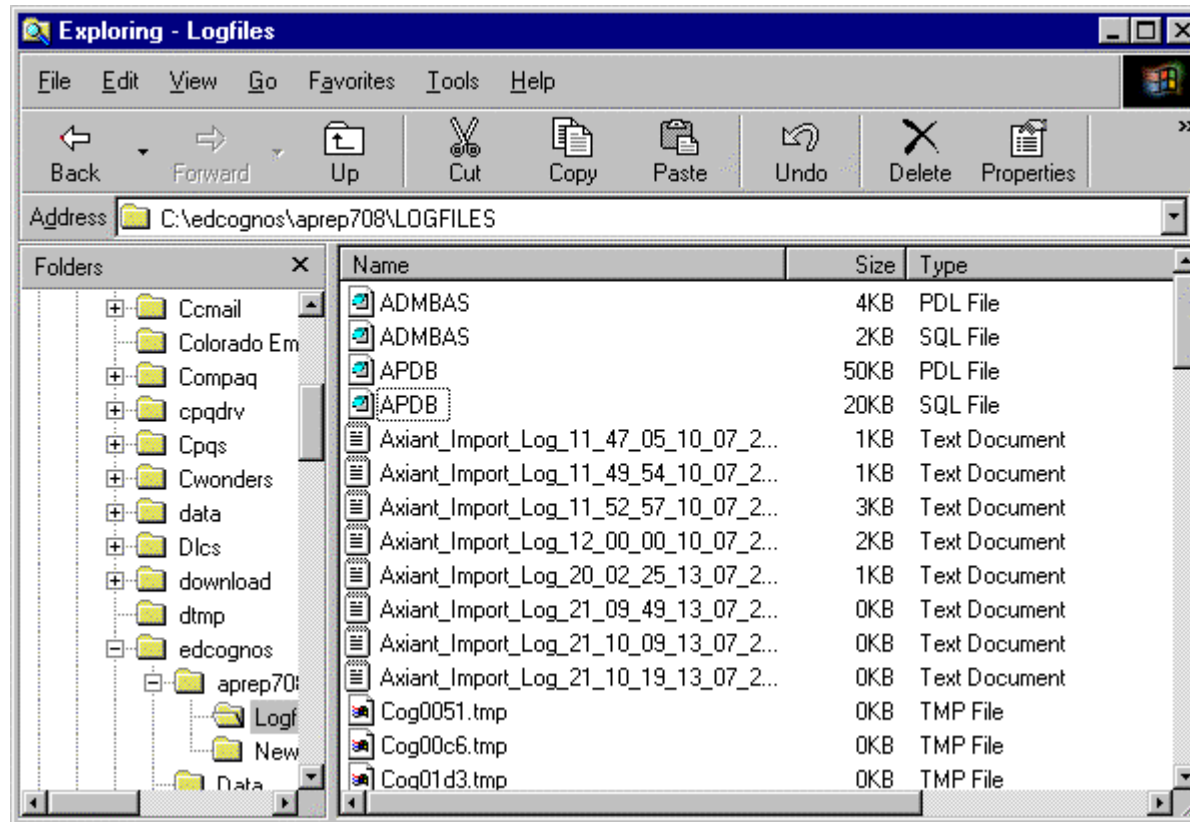 Exploring - Logfiles
File Edit View Go Favorites Tools Help
Back Forward Up Cut Copy Paste Undo Delete Properties »
Address C:\edcognos\aprep708\LOGFILES
Folders
Ccmail
Colorado Em
Compaq
cpqdrv
Cpqs
Cwonders
data
Dlcs
download
dtmp
edcognos
aprep708
Logf
New
Data
Name Size Type
ADMBAS 4KB PDL File
ADMBAS 2KB SQL File
APDB 50KB PDL File
APDB 20KB SQL File
Axiant_Import_Log_11_47_05_10_07_2... 1KB Text Document
Axiant_Import_Log_11_49_54_10_07_2... 1KB Text Document
Axiant_Import_Log_11_52_57_10_07_2... 3KB Text Document
Axiant_Import_Log_12_00_00_10_07_2... 2KB Text Document
Axiant_Import_Log_20_02_25_13_07_2... 1KB Text Document
Axiant_Import_Log_21_09_49_13_07_2... 0KB Text Document
Axiant_Import_Log_21_10_09_13_07_2... 0KB Text Document
Axiant_Import_Log_21_10_19_13_07_2... 0KB Text Document
Cog0051.tmp 0KB TMP File
Cog00c6.tmp 0KB TMP File
Cog01d3.tmp 0KB TMP File